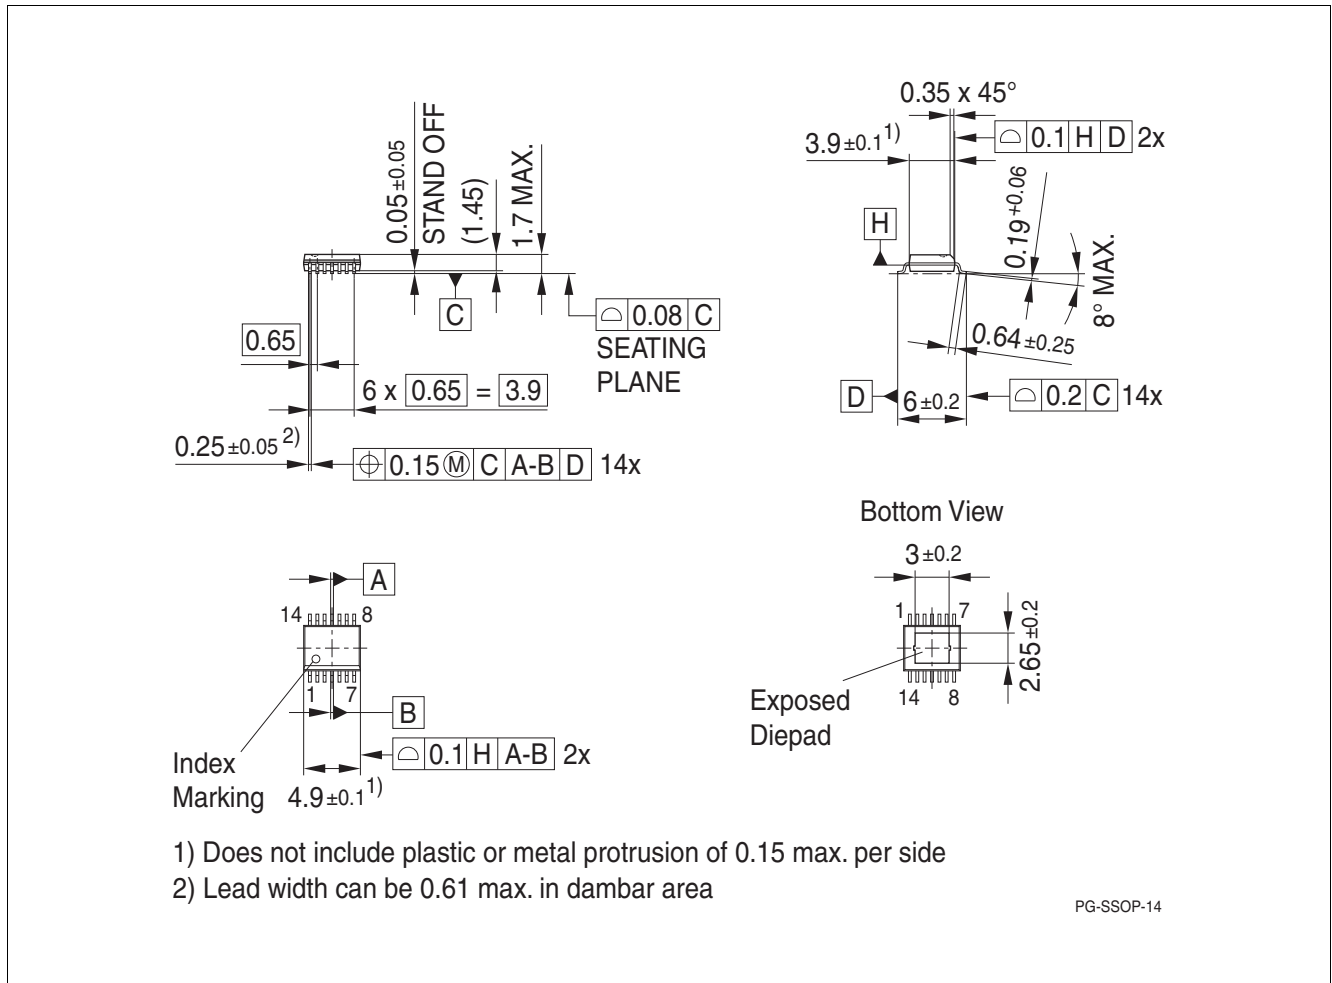 0.05±0.05
STAND OFF
(1.45)
1.7 MAX.
C
0.08 C
SEATING
PLANE
0.65
6 x 0.65 = 3.9
0.25±0.05 2)
0.15 Ⓜ C A-B D 14x
0.35 x 45°
3.9±0.1 1)
0.1 H D 2x
H
0.19 +0.06
8° MAX.
0.64±0.25
D
6±0.2
0.2 C 14x
A
14 8
1 7
B
0.1 H A-B 2x
Index
Marking
4.9±0.1 1)
Bottom View
3±0.2
1 7
2.65±0.2
14 8
Exposed
Diepad
1) Does not include plastic or metal protrusion of 0.15 max. per side
2) Lead width can be 0.61 max. in dambar area
PG-SSOP-14